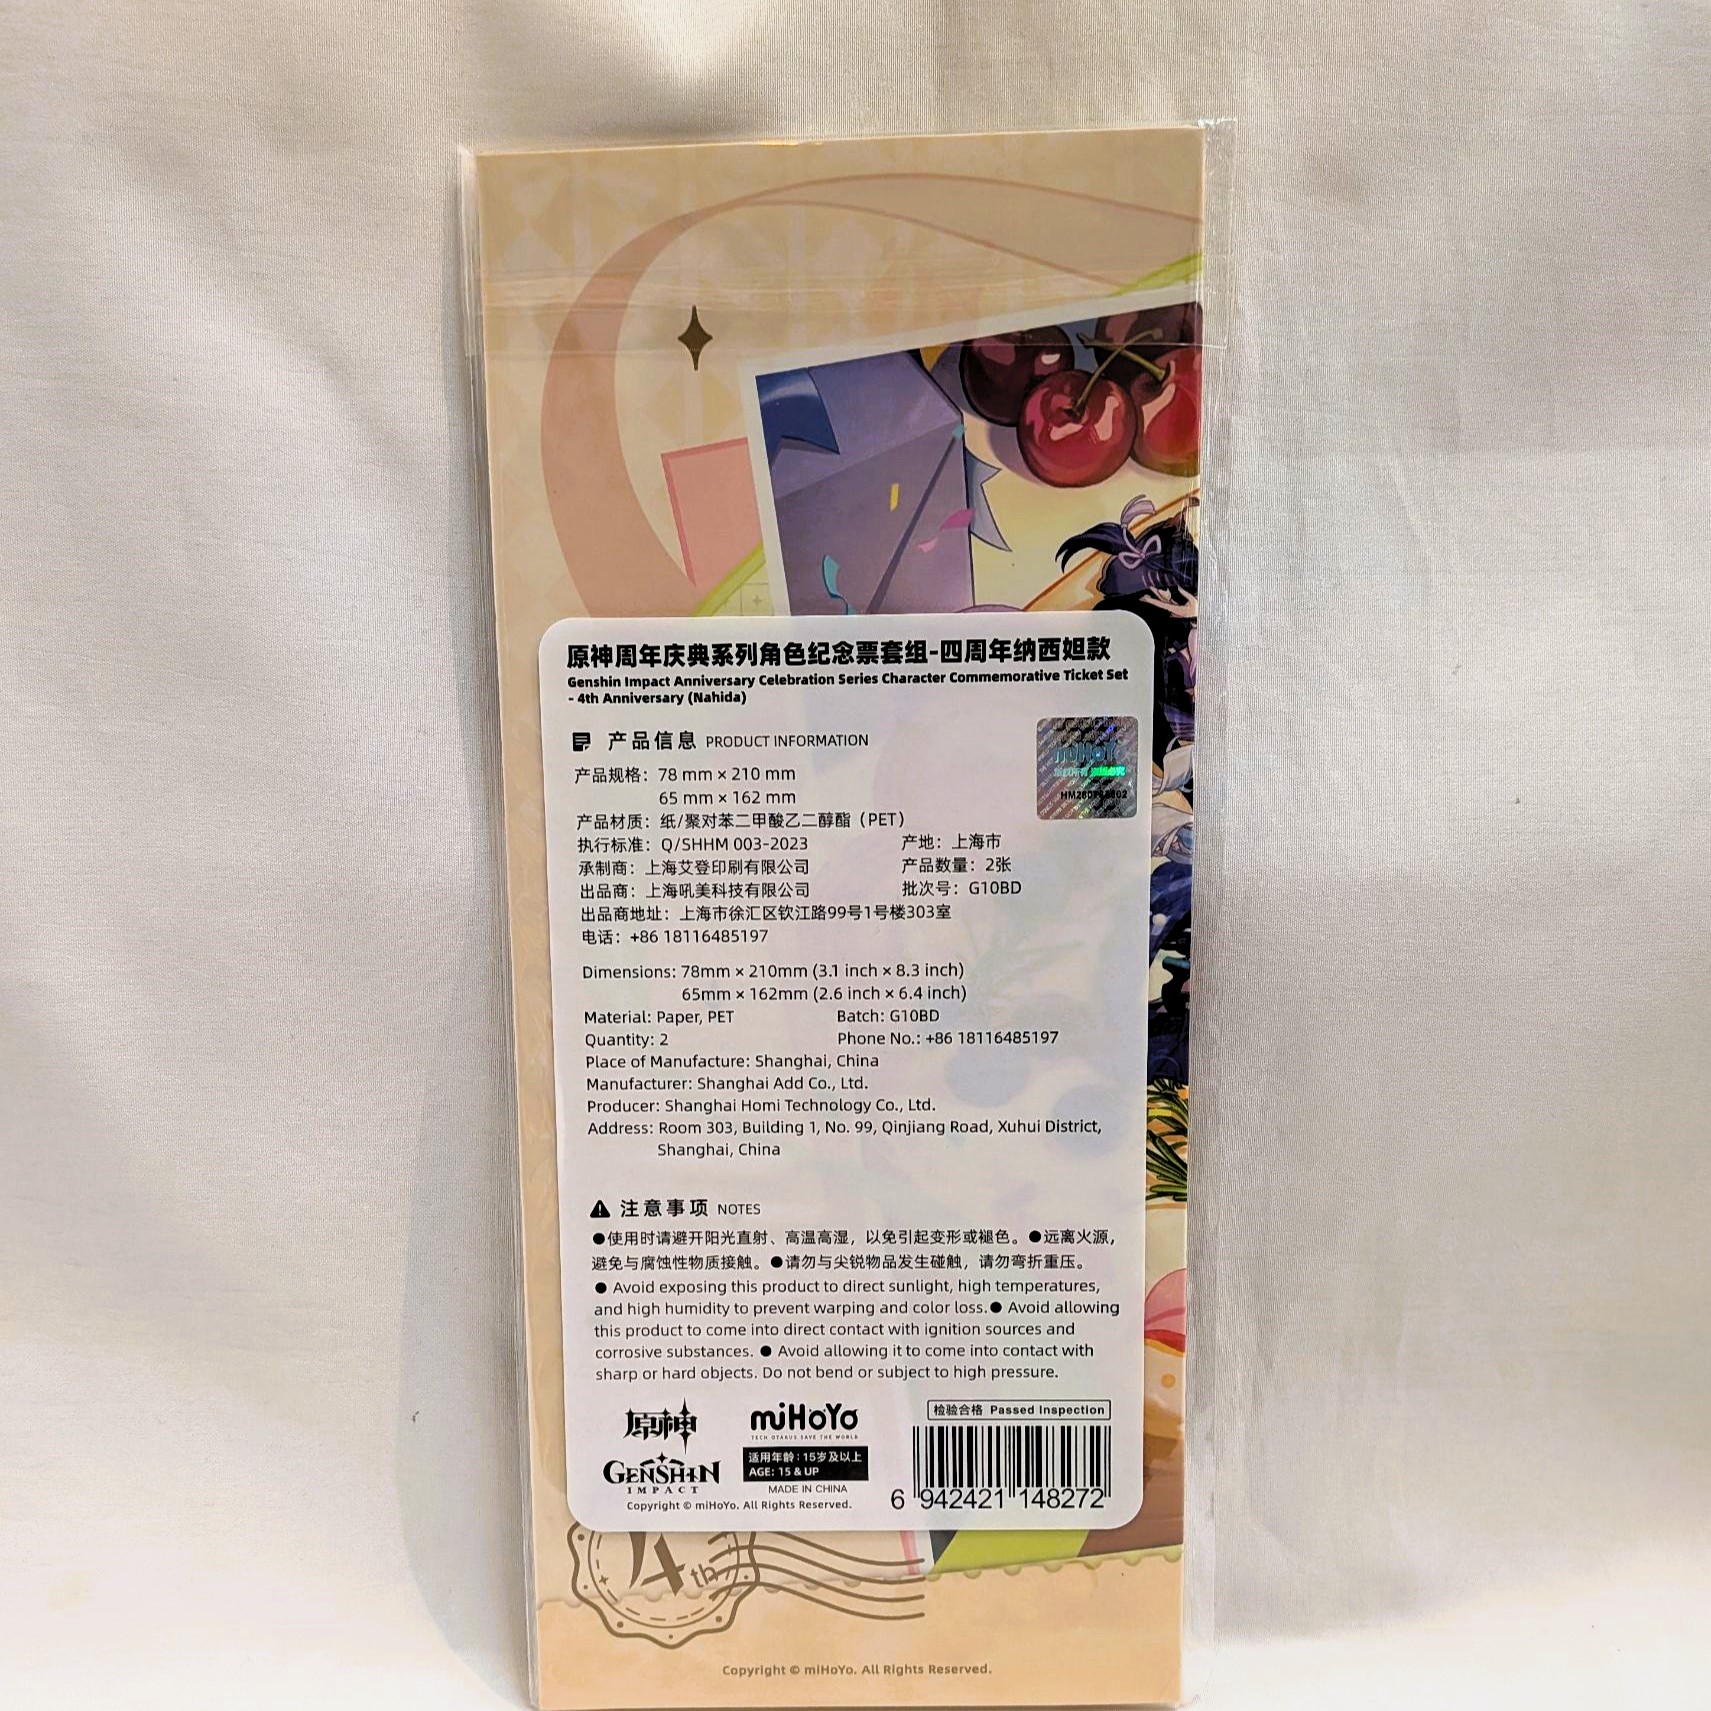 原神周年庆典系列角色纪念票套组-四周年纳西妲款
Genshin Impact Anniversary Celebration Series Character Commemorative Ticket Set
- 4th Anniversary (Nahida)
产品信息 PRODUCT INFORMATION
miHoYo
产品规格：78 mm × 210 mm
65 mm × 162 mm
产品材质：纸/聚对苯二甲酸乙二醇酯（PET）
执行标准：Q/SHHM 003-2023 产地：上海市
承制商：上海艾登印刷有限公司 产品数量：2张
出品商：上海吼美科技有限公司 批次号：G10BD
出品商地址：上海市徐汇区钦江路99号1号楼303室
电话：+86 18116485197
Dimensions: 78mm × 210mm (3.1 inch × 8.3 inch)
65mm × 162mm (2.6 inch × 6.4 inch)
Material: Paper, PET Batch: G10BD
Quantity: 2 Phone No.: +86 18116485197
Place of Manufacture: Shanghai, China
Manufacturer: Shanghai Add Co., Ltd.
Producer: Shanghai Homi Technology Co., Ltd.
Address: Room 303, Building 1, No. 99, Qinjiang Road, Xuhui District,
Shanghai, China
注意事项 NOTES
●使用时请避开阳光直射、高温高湿，以免引起变形或褪色。●远离火源，
避免与腐蚀性物质接触。●请勿与尖锐物品发生碰触，请勿弯折重压。
● Avoid exposing this product to direct sunlight, high temperatures,
and high humidity to prevent warping and color loss.● Avoid allowing
this product to come into direct contact with ignition sources and
corrosive substances. ● Avoid allowing it to come into contact with
sharp or hard objects. Do not bend or subject to high pressure.
原神
GENSHIN
IMPACT
miHoYo
TECH OTAKUS SAVE THE WORLD
适用年龄：15岁及以上
AGE: 15 & UP
MADE IN CHINA
Copyright © miHoYo. All Rights Reserved.
检验合格 Passed Inspection
6 942421 148272
4th
Copyright © miHoYo. All Rights Reserved.